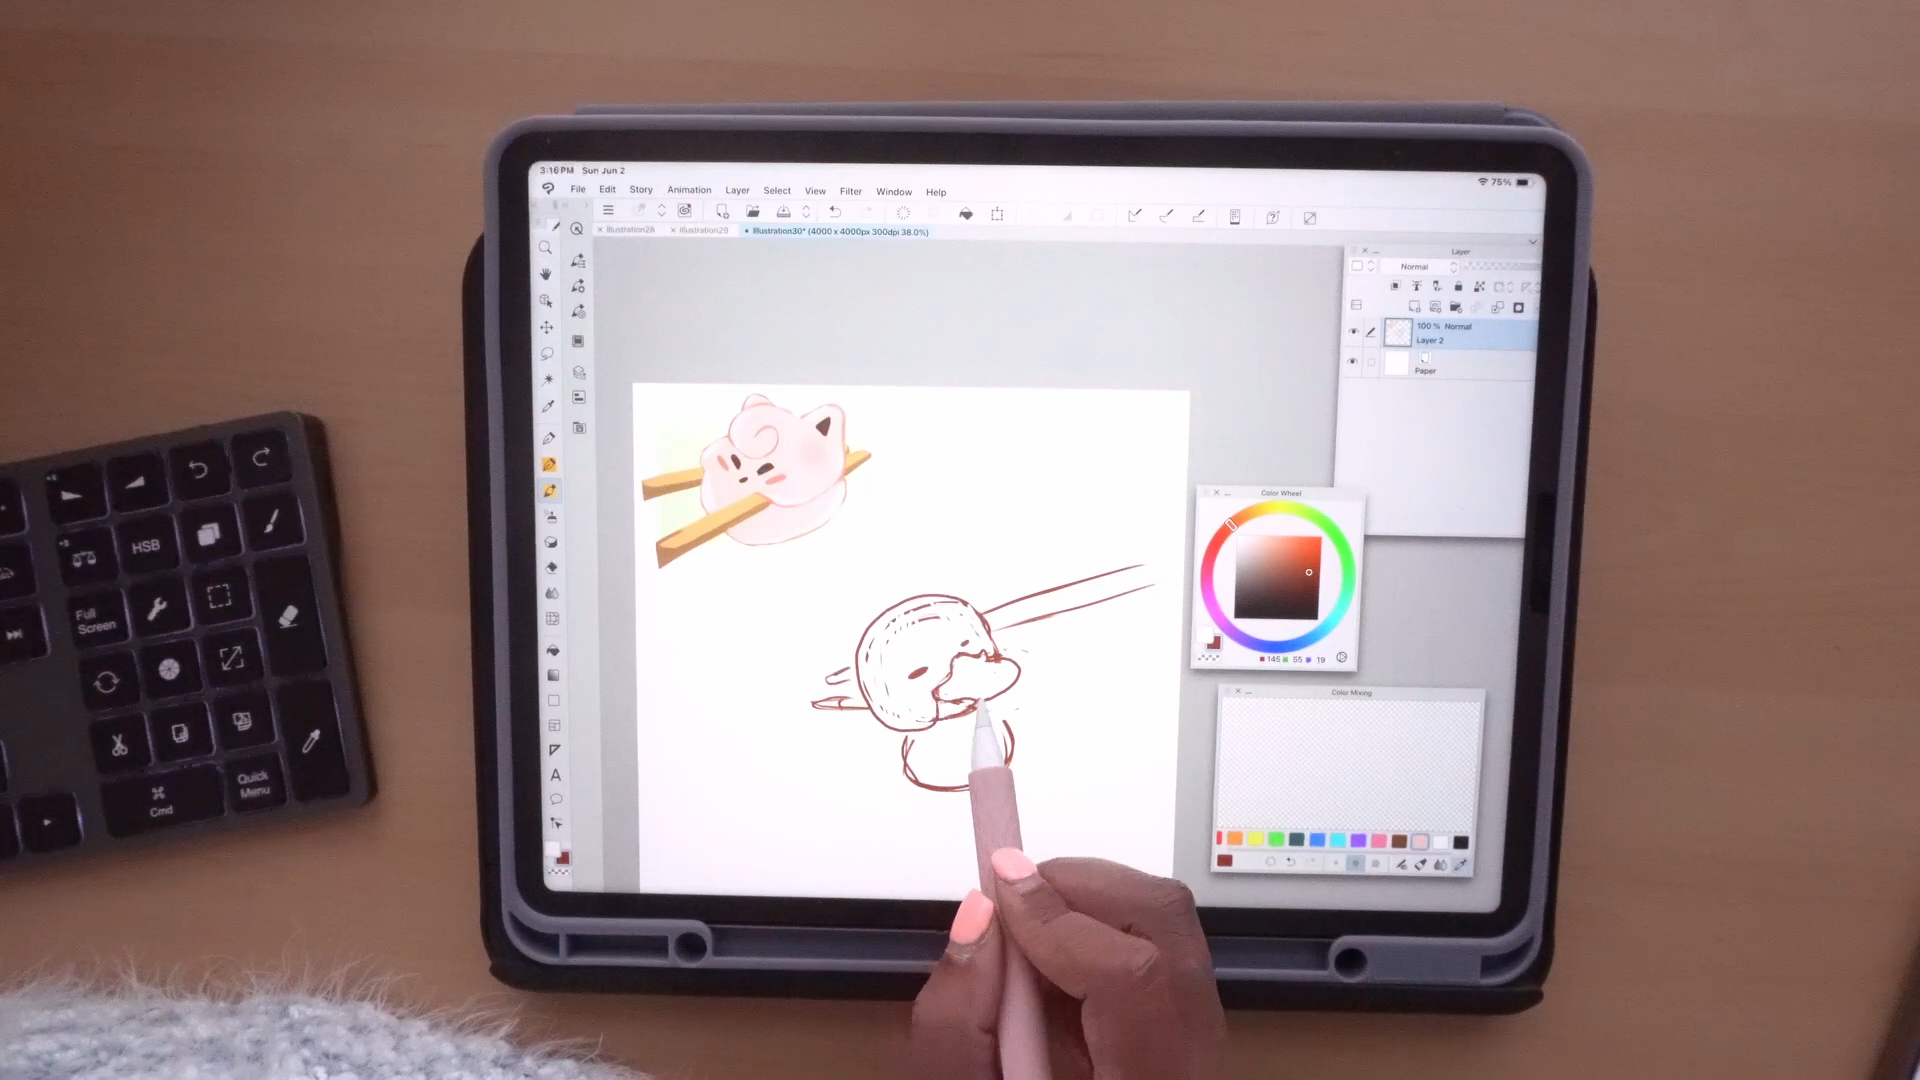 3:16 PM Sun Jun 2
75%
File Edit Story Animation Layer Select View Filter Window Help
Illustration28
Illustration29
Illustration30* (4000 x 4000px 300dpi 38.0%)
Layer
Normal
100 % Normal
Layer 2
Paper
Color Wheel
145 55 19
Color Mixing
A
HSB
Full
Screen
Cmd
Quick
Menu